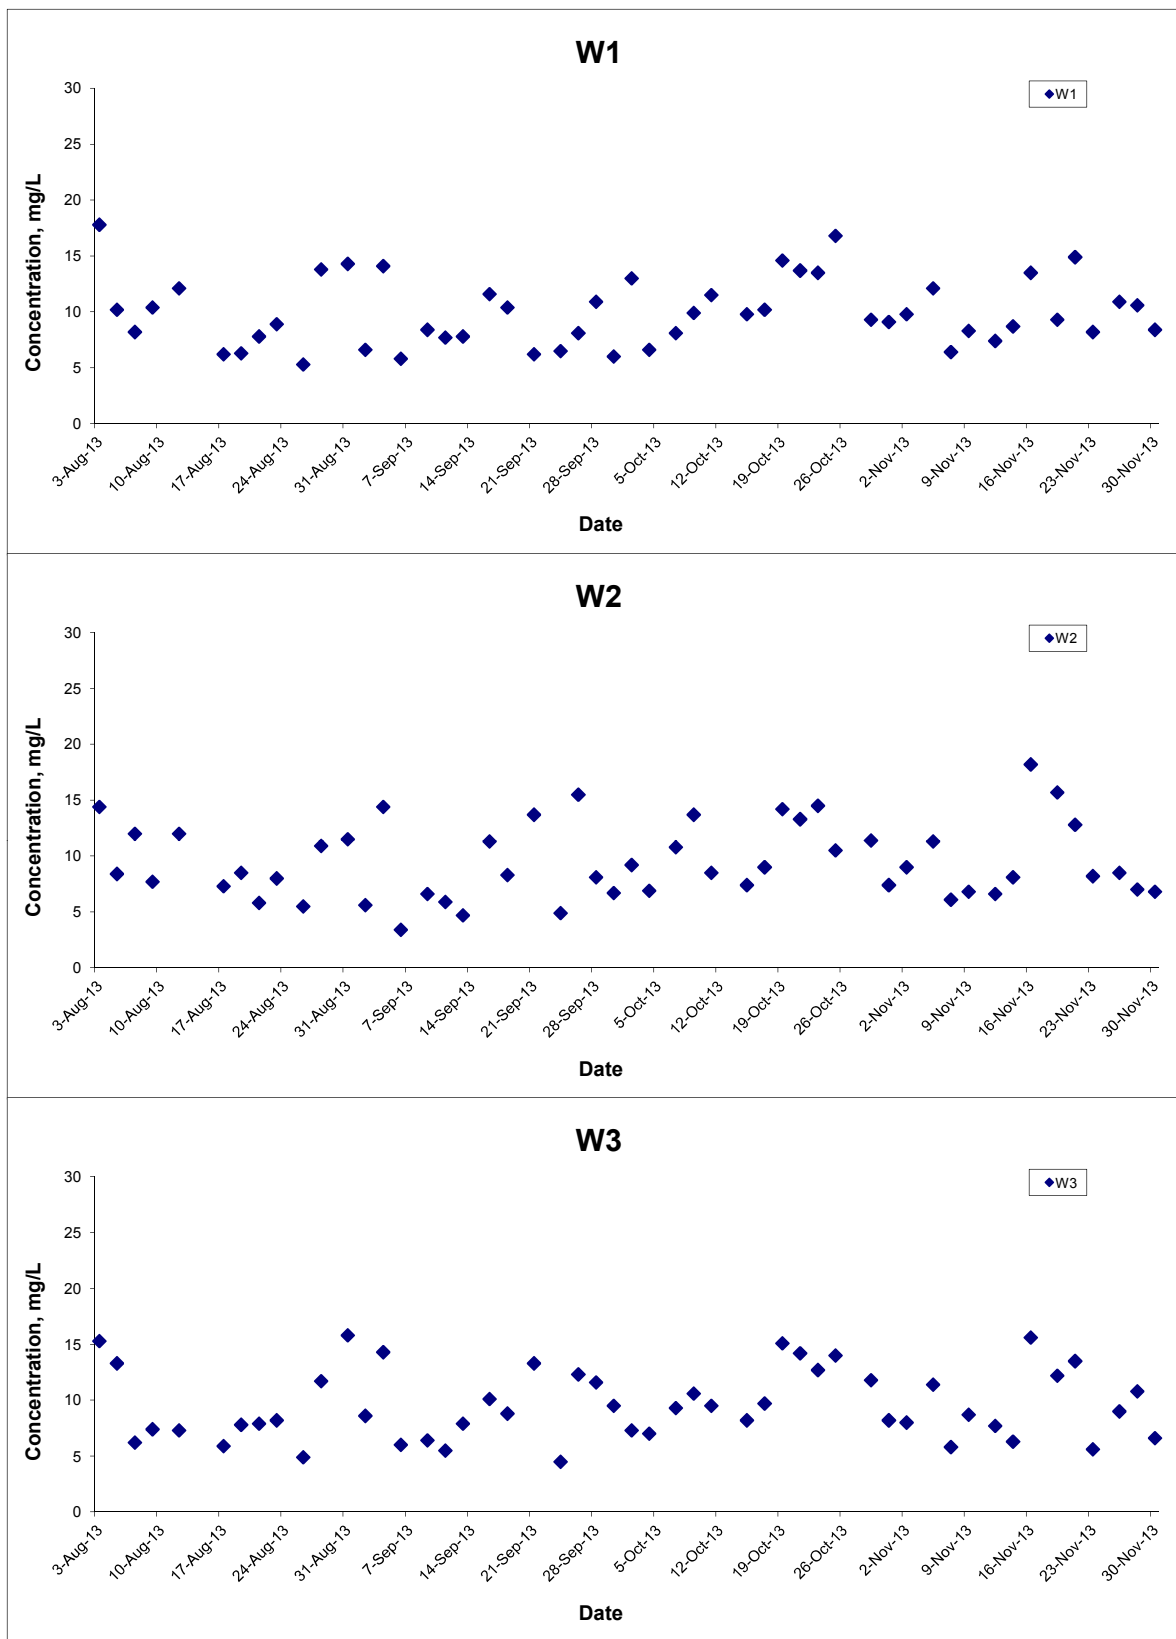 W1
W1
30
25
20
15
10
5
0
Concentration, mg/L
3-Aug-13
10-Aug-13
17-Aug-13
24-Aug-13
31-Aug-13
7-Sep-13
14-Sep-13
21-Sep-13
28-Sep-13
5-Oct-13
12-Oct-13
19-Oct-13
26-Oct-13
2-Nov-13
9-Nov-13
16-Nov-13
23-Nov-13
30-Nov-13
Date
W2
W2
30
25
20
15
10
5
0
Concentration, mg/L
3-Aug-13
10-Aug-13
17-Aug-13
24-Aug-13
31-Aug-13
7-Sep-13
14-Sep-13
21-Sep-13
28-Sep-13
5-Oct-13
12-Oct-13
19-Oct-13
26-Oct-13
2-Nov-13
9-Nov-13
16-Nov-13
23-Nov-13
30-Nov-13
Date
W3
W3
30
25
20
15
10
5
0
Concentration, mg/L
3-Aug-13
10-Aug-13
17-Aug-13
24-Aug-13
31-Aug-13
7-Sep-13
14-Sep-13
21-Sep-13
28-Sep-13
5-Oct-13
12-Oct-13
19-Oct-13
26-Oct-13
2-Nov-13
9-Nov-13
16-Nov-13
23-Nov-13
30-Nov-13
Date